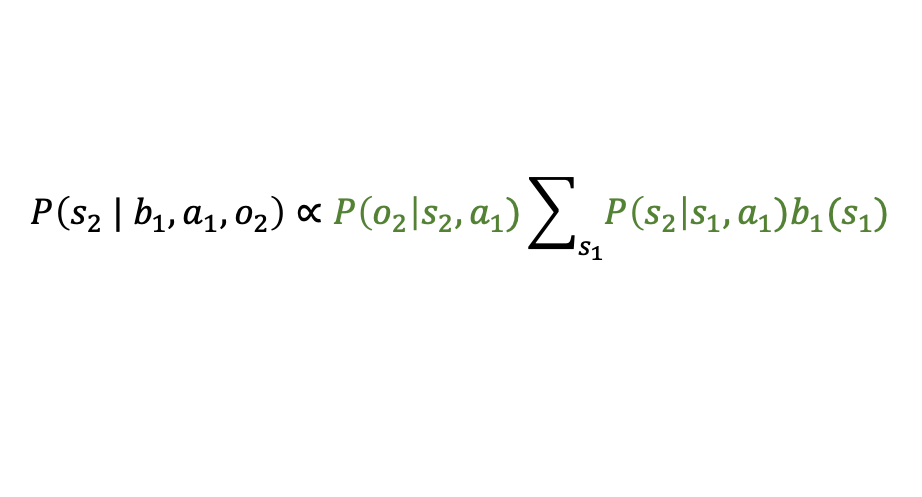 P(s₂ | b₁, a₁, o₂) ∝ P(o₂|s₂, a₁) ∑ₛ₁ P(s₂|s₁, a₁)b₁(s₁)